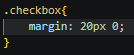 .checkbox{
    margin: 20px 0;
}